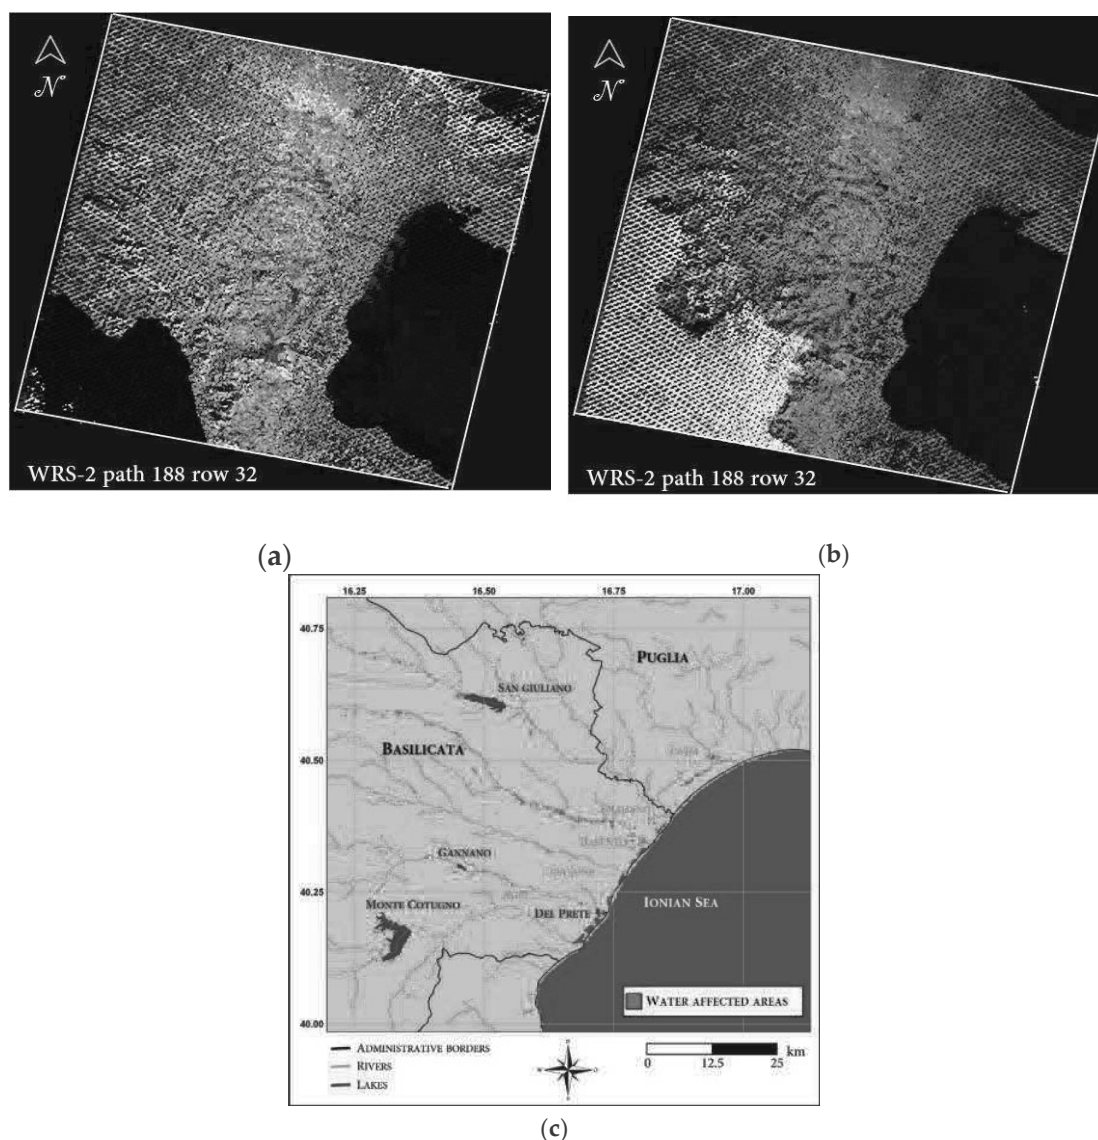 N
N
WRS-2 path 188 row 32
WRS-2 path 188 row 32
(a)
(b)
16.25 16.50 16.75 17.00
40.75
PUGLIA
SAN GIULIANO
BASILICATA
40.50
GANNANO
40.25
MONTE COTUGNO
DEL PRETE
IONIAN SEA
WATER AFFECTED AREAS
40.00
ADMINISTRATIVE BORDERS
RIVERS
LAKES
N
W O
S
km
0 12.5 25
(c)